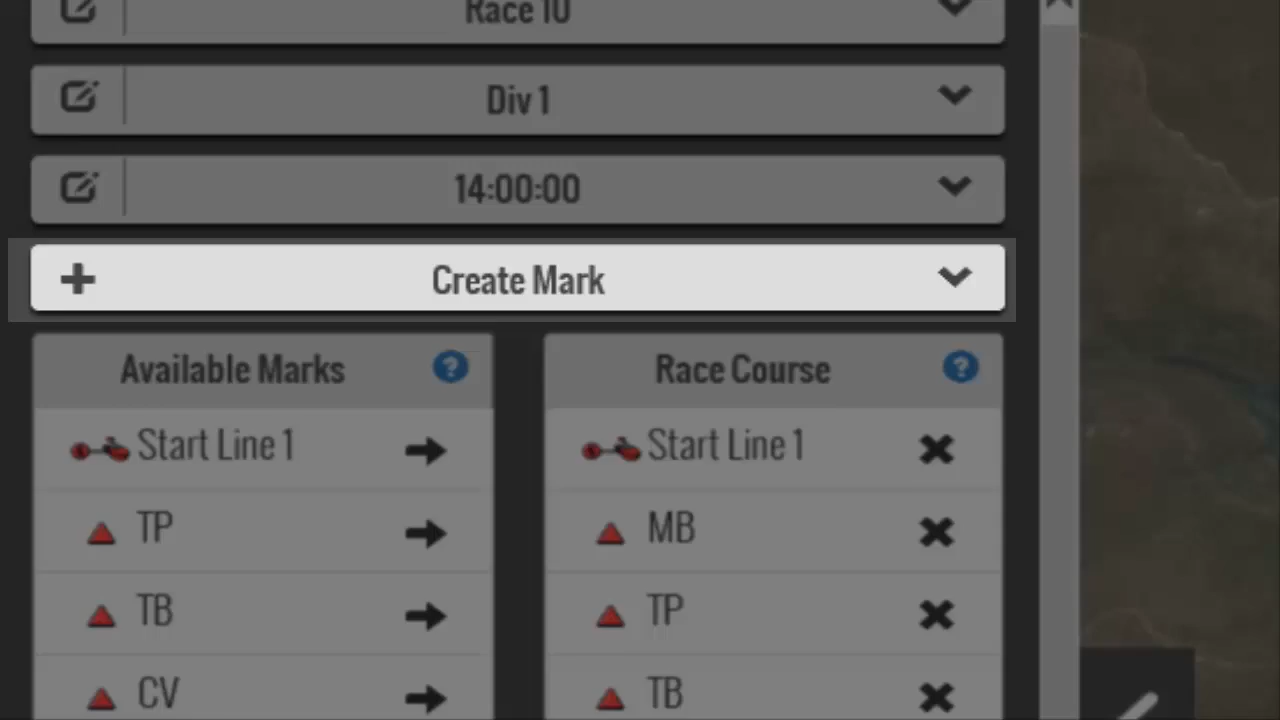 Race 10
Div 1
14:00:00
Create Mark
Available Marks ?
Race Course ?
Start Line 1
TP
TB
CV
Start Line 1
MB
TP
TB